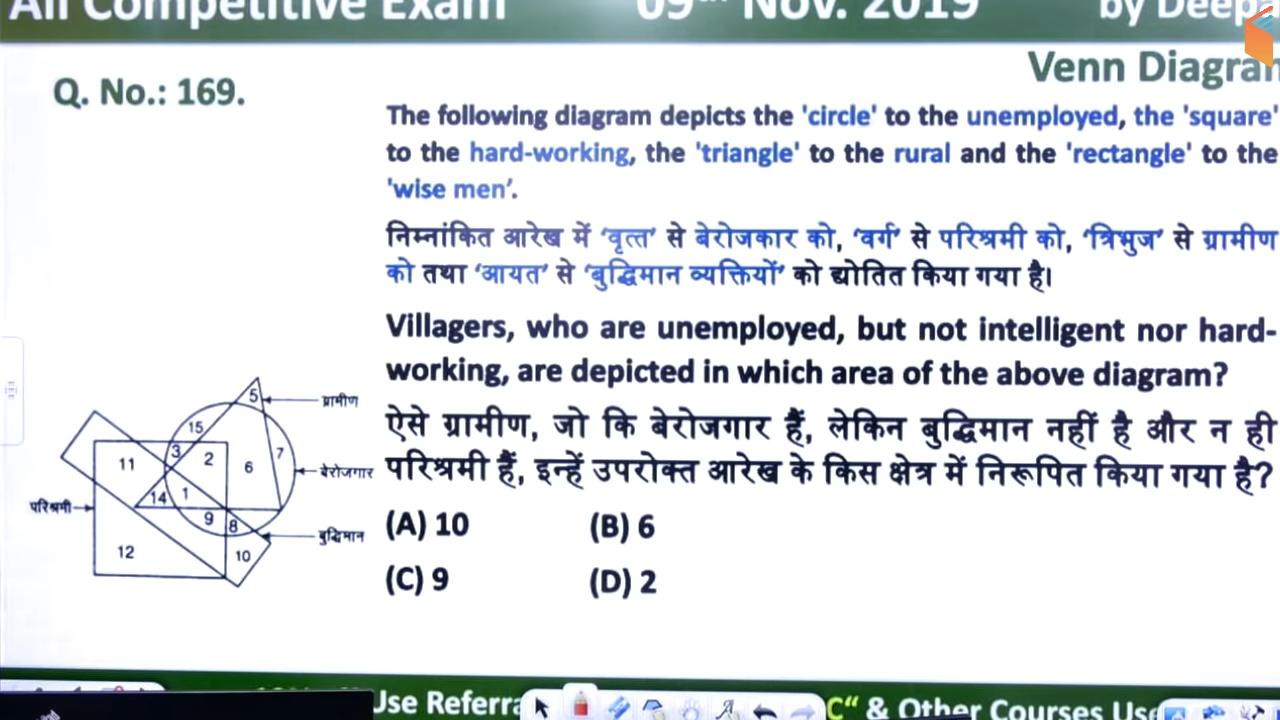 All Competitive Exam 09th Nov. 2019 by Deepa
Venn Diagram
Q. No.: 169.
The following diagram depicts the 'circle' to the unemployed, the 'square'
to the hard-working, the 'triangle' to the rural and the 'rectangle' to the
'wise men'.
निम्नांकित आरेख में 'वृत्त' से बेरोजकार को, 'वर्ग' से परिश्रमी को, 'त्रिभुज' से ग्रामीण
को तथा 'आयत' से 'बुद्धिमान व्यक्तियों' को द्योतित किया गया है।
Villagers, who are unemployed, but not intelligent nor hard-
working, are depicted in which area of the above diagram?
ऐसे ग्रामीण, जो कि बेरोजगार हैं, लेकिन बुद्धिमान नहीं है और न ही
परिश्रमी हैं, इन्हें उपरोक्त आरेख के किस क्षेत्र में निरूपित किया गया है?
(A) 10 (B) 6
(C) 9 (D) 2
5 ग्रामीण
15
3 2 7
11 6 बेरोजगार
14 1
परिश्रमी
9 8 बुद्धिमान
12 10
Use Referra
C" & Other Courses Use